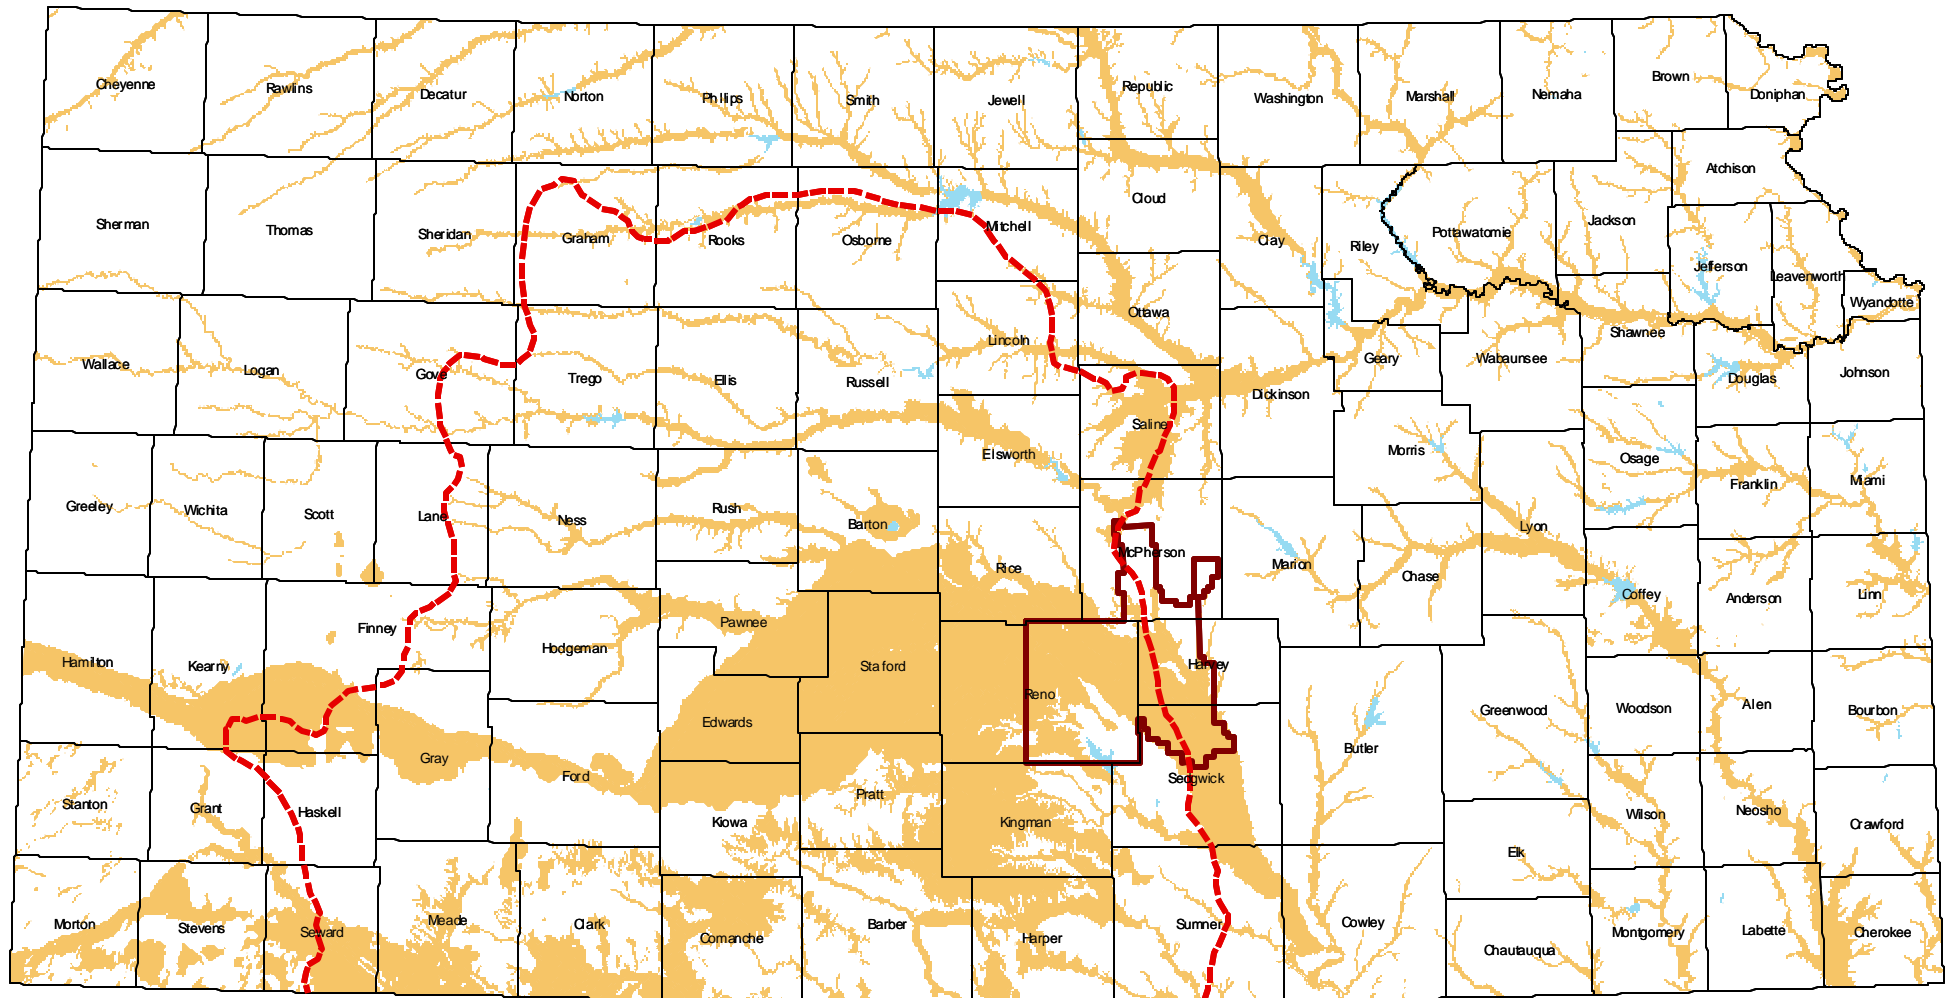 Cheyenne
Rawlins
Decatur
Norton
Phllips
Smith
Jewell
Republic
Washington
Marshall
Nemaha
Brown
Doniphan
Atchison
Sherman
Thomas
Sheridan
Graham
Rooks
Osborne
Mitchell
Cloud
Clay
Riley
Pottawatomie
Jackson
Jefferson
Leavenworth
Wyandotte
Wallace
Logan
Gove
Trego
Ellis
Russell
Lincoln
Ottawa
Dickinson
Geary
Wabaunsee
Shawnee
Douglas
Johnson
Greeley
Wichita
Scott
Lane
Ness
Rush
Barton
Elsworth
Saline
Morris
Osage
Franklin
Miami
Rice
McPherson
Marion
Chase
Lyon
Coffey
Anderson
Linn
Hamilton
Kearny
Finney
Hodgeman
Pawnee
Staford
Reno
Harvey
Greenwood
Woodson
Alen
Bourbon
Gray
Ford
Edwards
Butler
Stanton
Grant
Haskell
Kiowa
Pratt
Kingman
Sedgwick
Elk
Wilson
Neosho
Crawford
Morton
Stevens
Seward
Meade
Clark
Comanche
Barber
Harper
Sumner
Cowley
Chautauqua
Montgomery
Labette
Cherokee